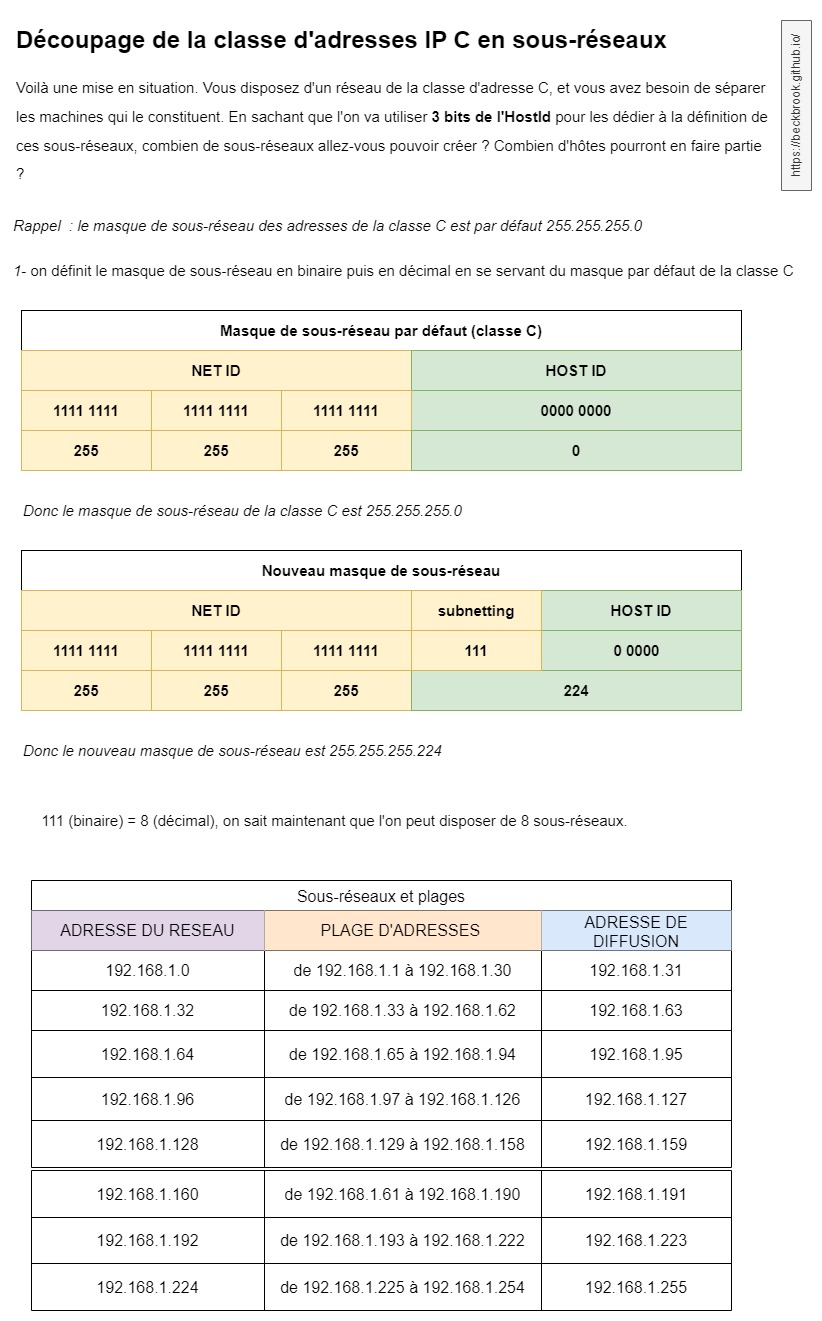 Découpage de la classe d'adresses IP C en sous-réseaux
https://beckbrook.github.io/
Voilà une mise en situation. Vous disposez d'un réseau de la classe d'adresse C, et vous avez besoin de séparer
les machines qui le constituent. En sachant que l'on va utiliser 3 bits de l'HostId pour les dédier à la définition de
ces sous-réseaux, combien de sous-réseaux allez-vous pouvoir créer ? Combien d'hôtes pourront en faire partie
?
Rappel : le masque de sous-réseau des adresses de la classe C est par défaut 255.255.255.0
1- on définit le masque de sous-réseau en binaire puis en décimal en se servant du masque par défaut de la classe C
Masque de sous-réseau par défaut (classe C)
NET ID HOST ID
1111 1111 1111 1111 1111 1111 0000 0000
255 255 255 0
Donc le masque de sous-réseau de la classe C est 255.255.255.0
Nouveau masque de sous-réseau
NET ID subnetting HOST ID
1111 1111 1111 1111 1111 1111 111 0 0000
255 255 255 224
Donc le nouveau masque de sous-réseau est 255.255.255.224
111 (binaire) = 8 (décimal), on sait maintenant que l'on peut disposer de 8 sous-réseaux.
Sous-réseaux et plages
ADRESSE DU RESEAU PLAGE D'ADRESSES ADRESSE DE
DIFFUSION
192.168.1.0 de 192.168.1.1 à 192.168.1.30 192.168.1.31
192.168.1.32 de 192.168.1.33 à 192.168.1.62 192.168.1.63
192.168.1.64 de 192.168.1.65 à 192.168.1.94 192.168.1.95
192.168.1.96 de 192.168.1.97 à 192.168.1.126 192.168.1.127
192.168.1.128 de 192.168.1.129 à 192.168.1.158 192.168.1.159
192.168.1.160 de 192.168.1.61 à 192.168.1.190 192.168.1.191
192.168.1.192 de 192.168.1.193 à 192.168.1.222 192.168.1.223
192.168.1.224 de 192.168.1.225 à 192.168.1.254 192.168.1.255